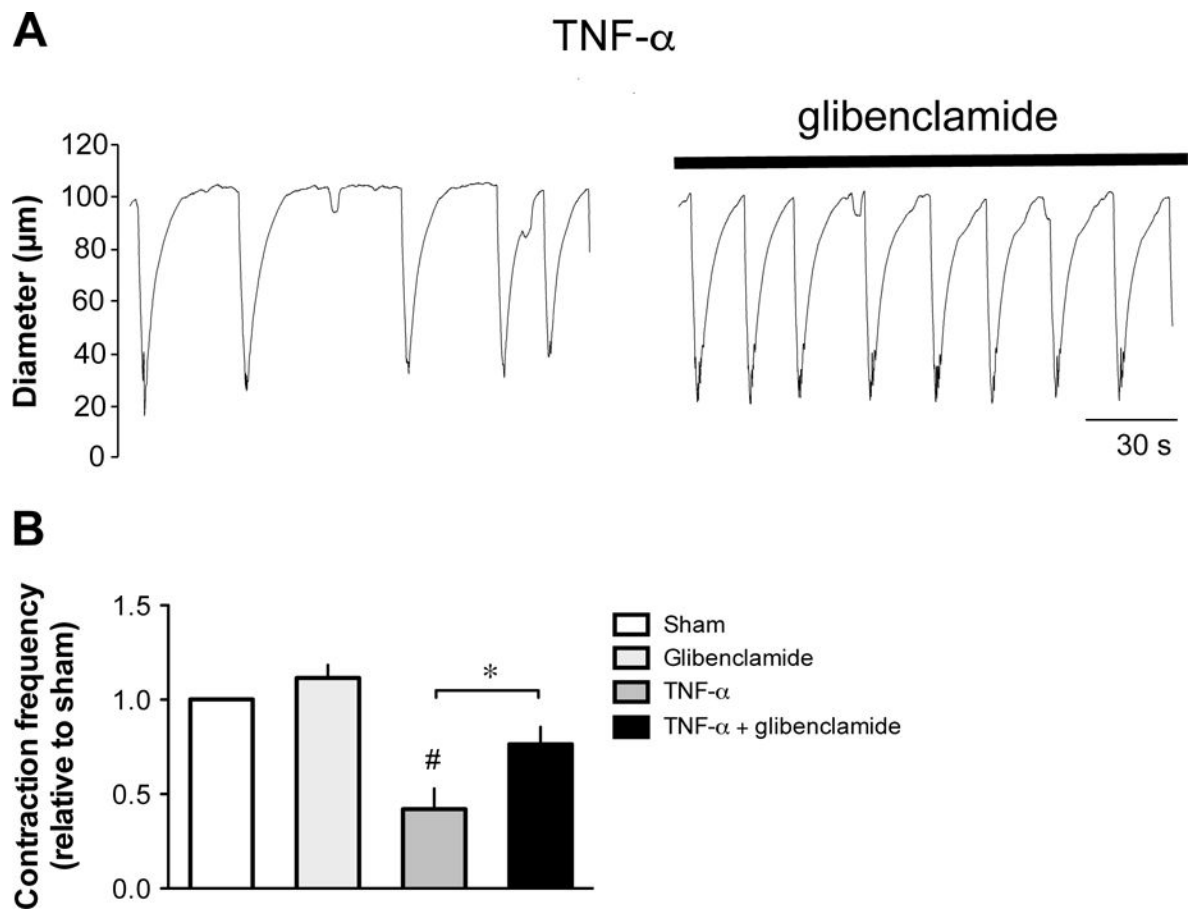 A
TNF-α
glibenclamide
120
100
80
60
40
20
0
Diameter (µm)
30 s
B
1.5
1.0
0.5
0.0
Contraction frequency
(relative to sham)
#
*
Sham
Glibenclamide
TNF-α
TNF-α + glibenclamide